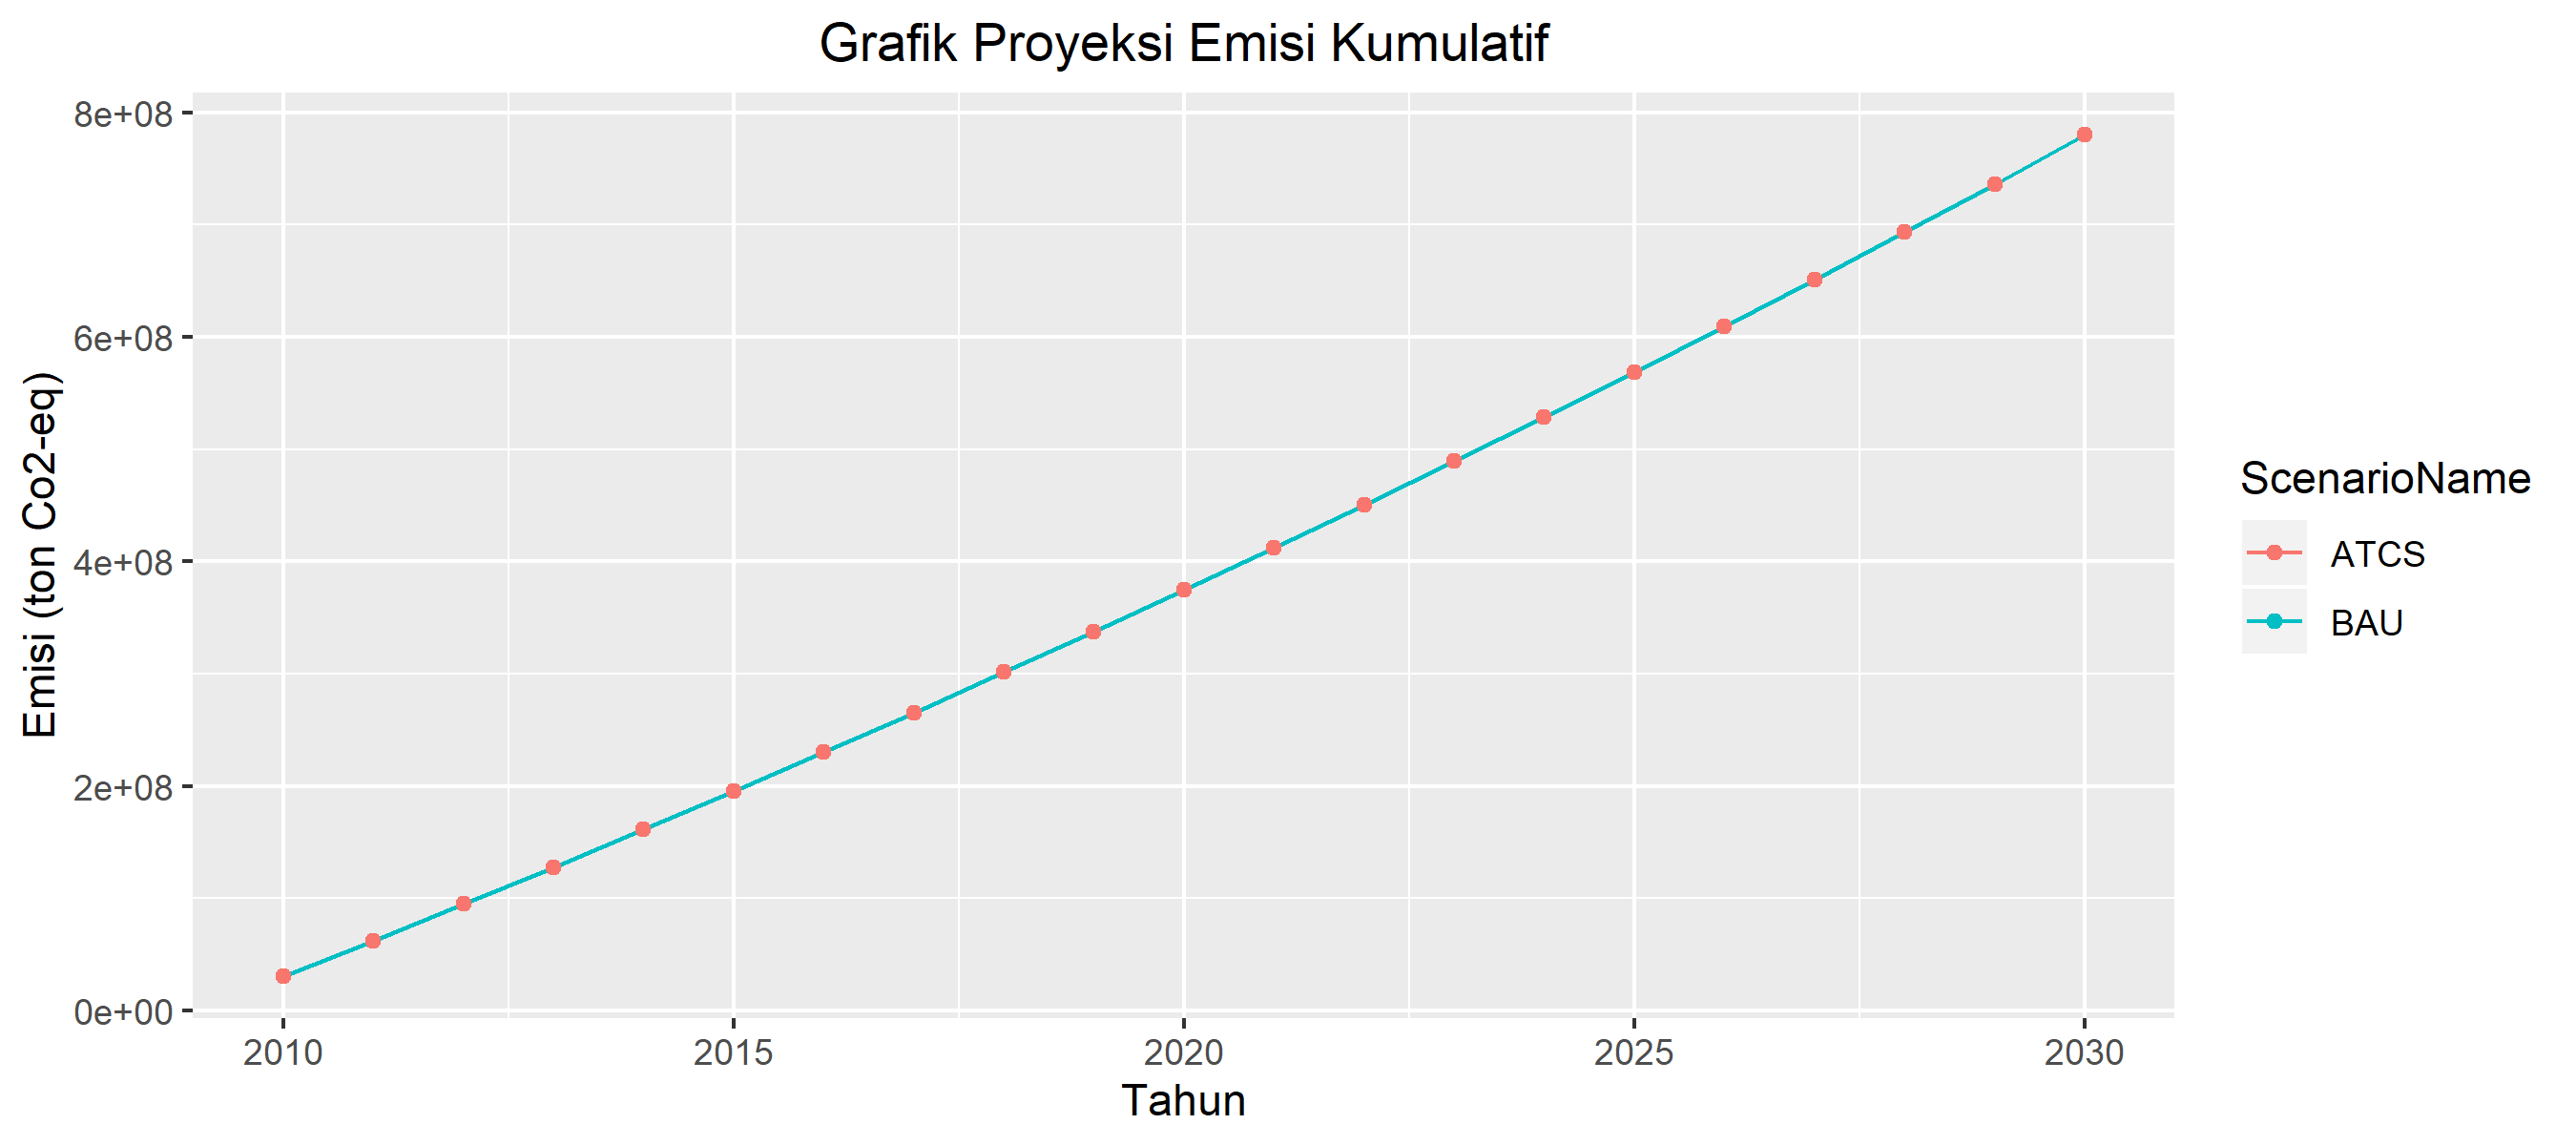 Grafik Proyeksi Emisi Kumulatif
8e+08
6e+08
4e+08
2e+08
0e+00
Emisi (ton Co2-eq)
2010 2015 2020 2025 2030
Tahun
ScenarioName
ATCS
BAU